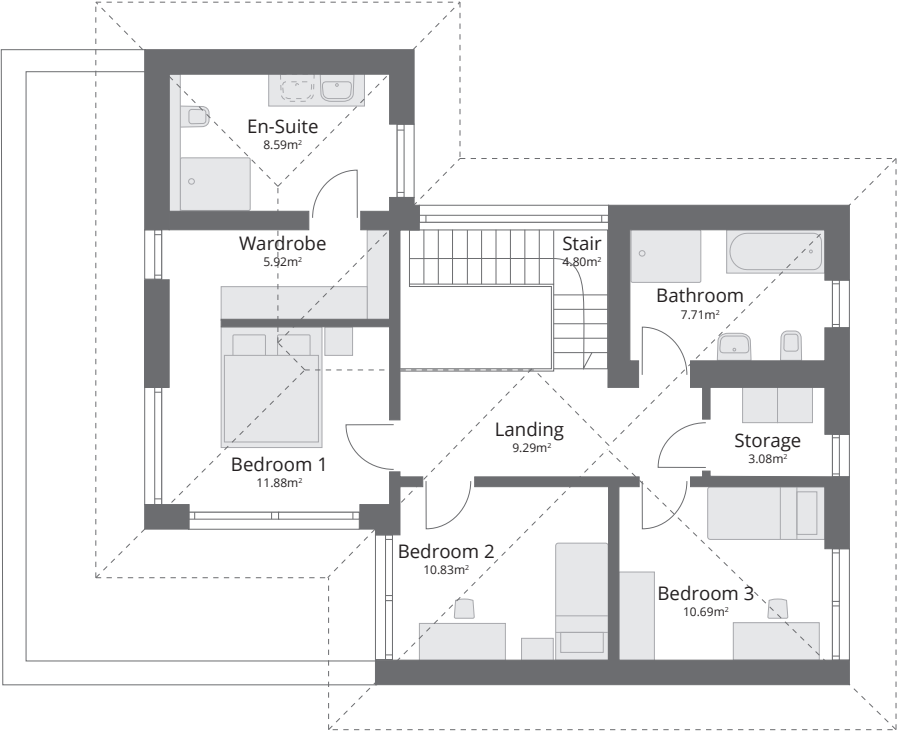 En-Suite
8.59m²
Wardrobe
5.92m²
Stair
4.80m²
Bathroom
7.71m²
Landing
9.29m²
Storage
3.08m²
Bedroom 1
11.88m²
Bedroom 2
10.83m²
Bedroom 3
10.69m²